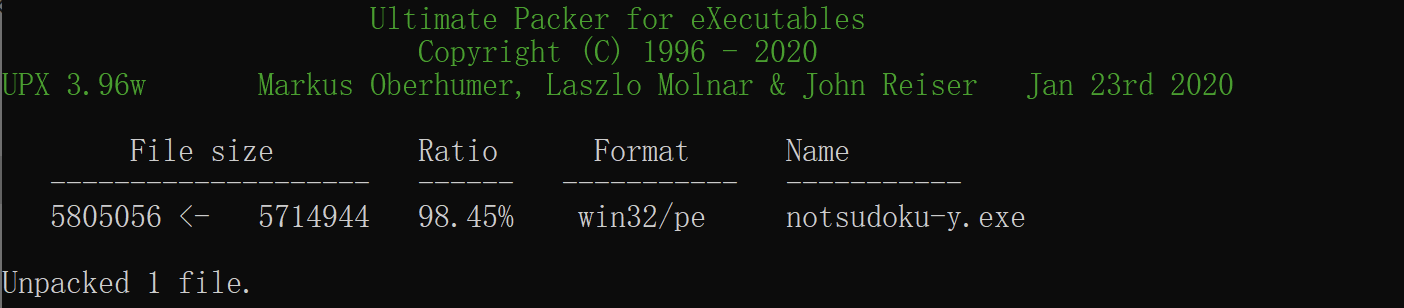 Ultimate Packer for eXecutables
Copyright (C) 1996 - 2020
UPX 3.96w Markus Oberhumer, Laszlo Molnar & John Reiser Jan 23rd 2020
File size Ratio Format Name
-------------------- ------ ----------- -----------
5805056 <- 5714944 98.45% win32/pe notsudoku-y.exe
Unpacked 1 file.